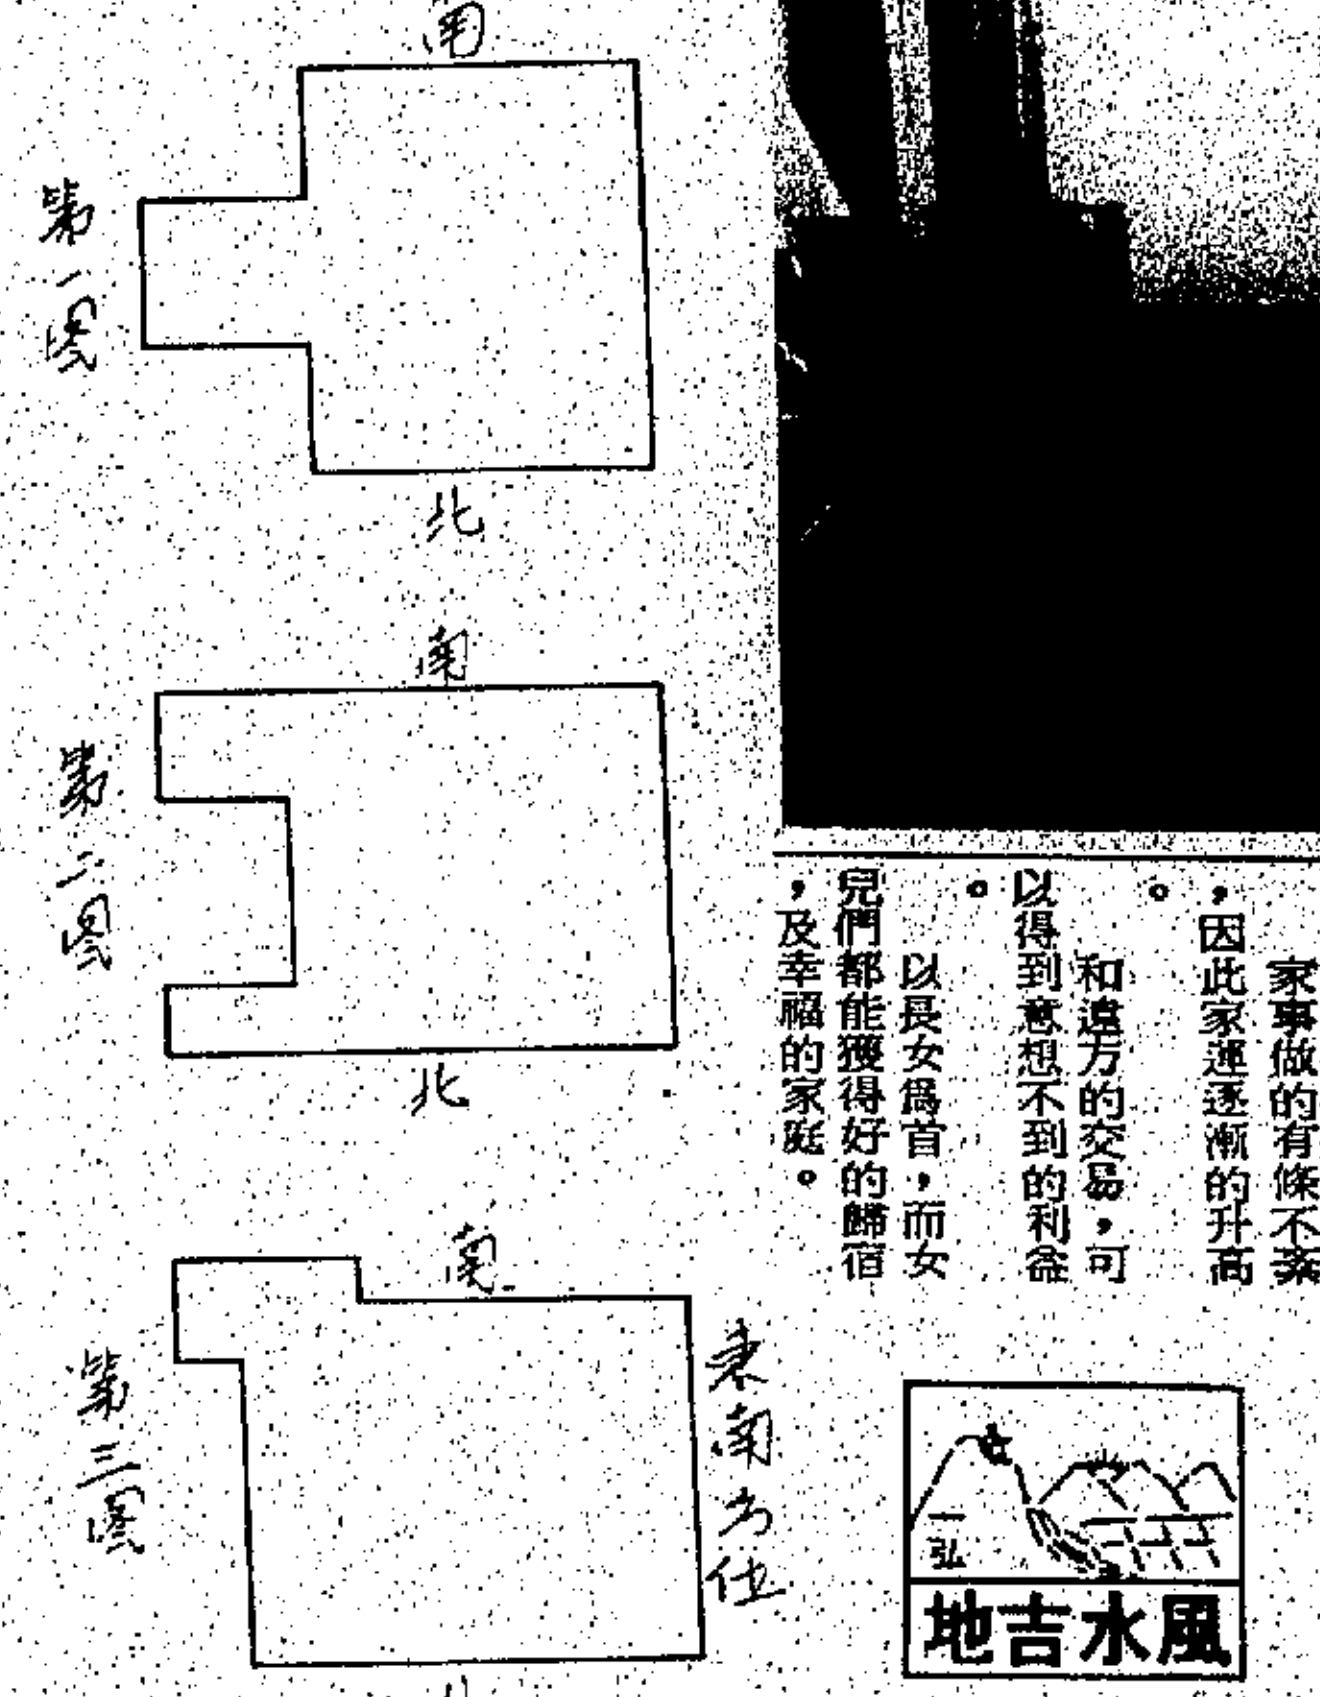 南
第一圖
北
南
第二圖
北
南
第三圖
東南方位
家事做的有條不紊
，因此家運逐漸的升高
。
和遠方的交易，可
以得到意想不到的利益
。
以長女爲首，而女
兒們都能獲得好的歸宿
，及幸福的家庭。
一弘
風水吉地